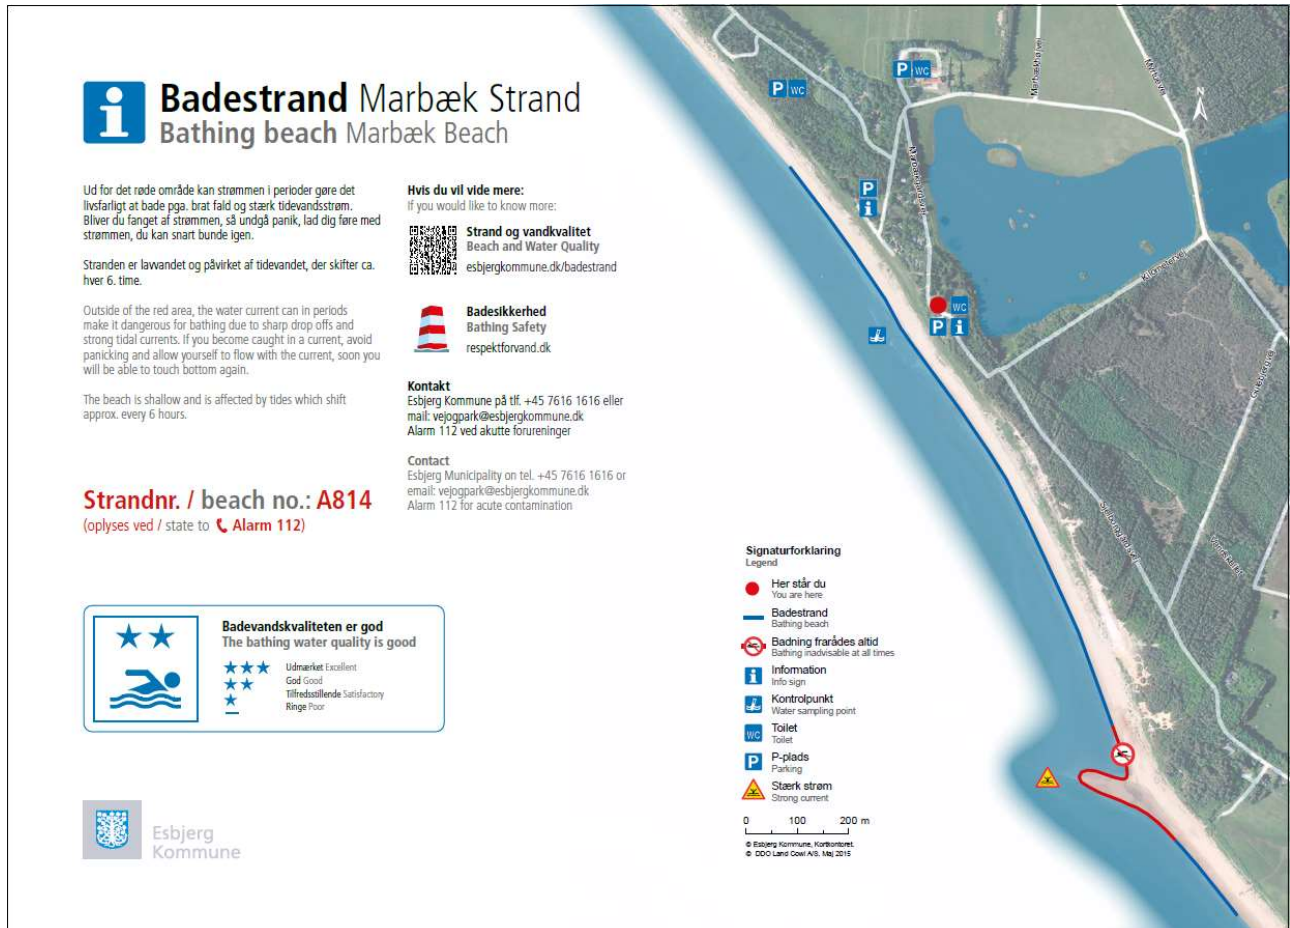 Badestrand Marbæk Strand
Bathing beach Marbæk Beach
Ud for det røde område kan strømmen i perioder gøre det
livsfarligt at bade pga. brat fald og stærk tidevandsstrøm.
Bliver du fanget af strømmen, så undgå panik, lad dig føre med
strømmen, du kan snart bunde igen.
Stranden er lavvandet og påvirket af tidevandet, der skifter ca.
hver 6. time.
Outside of the red area, the water current can in periods
make it dangerous for bathing due to sharp drop offs and
strong tidal currents. If you become caught in a current, avoid
panicking and allow yourself to flow with the current, soon you
will be able to touch bottom again.
The beach is shallow and is affected by tides which shift
approx. every 6 hours.
Strandnr. / beach no.: A814
(oplyses ved / state to Alarm 112)
Hvis du vil vide mere:
If you would like to know more:
Strand og vandkvalitet
Beach and Water Quality
esbjergkommune.dk/badestrand
Badesikkerhed
Bathing Safety
respektforvand.dk
Kontakt
Esbjerg Kommune på tlf. +45 7616 1616 eller
mail: vejogpark@esbjergkommune.dk
Alarm 112 ved akutte forureninger
Contact
Esbjerg Municipality on tel. +45 7616 1616 or
email: vejogpark@esbjergkommune.dk
Alarm 112 for acute contamination
Badevandskvaliteten er god
The bathing water quality is good
Udmærket Excellent
God Good
Tilfredsstillende Satisfactory
Ringe Poor
Esbjerg
Kommune
Signaturforklaring
Legend
Her står du
You are here
Badestrand
Bathing beach
Badning frarådes altid
Bathing inadvisable at all times
i Information
Info sign
Kontrolpunkt
Water sampling point
WC Toilet
Toilet
P P-plads
Parking
Stærk strøm
Strong current
0 100 200 m
© Esbjerg Kommune, Kortkontoret.
© DDO Land Cowi A/S. Maj 2015
P WC
P WC
N
P
i
WC
P i
Kilometervej